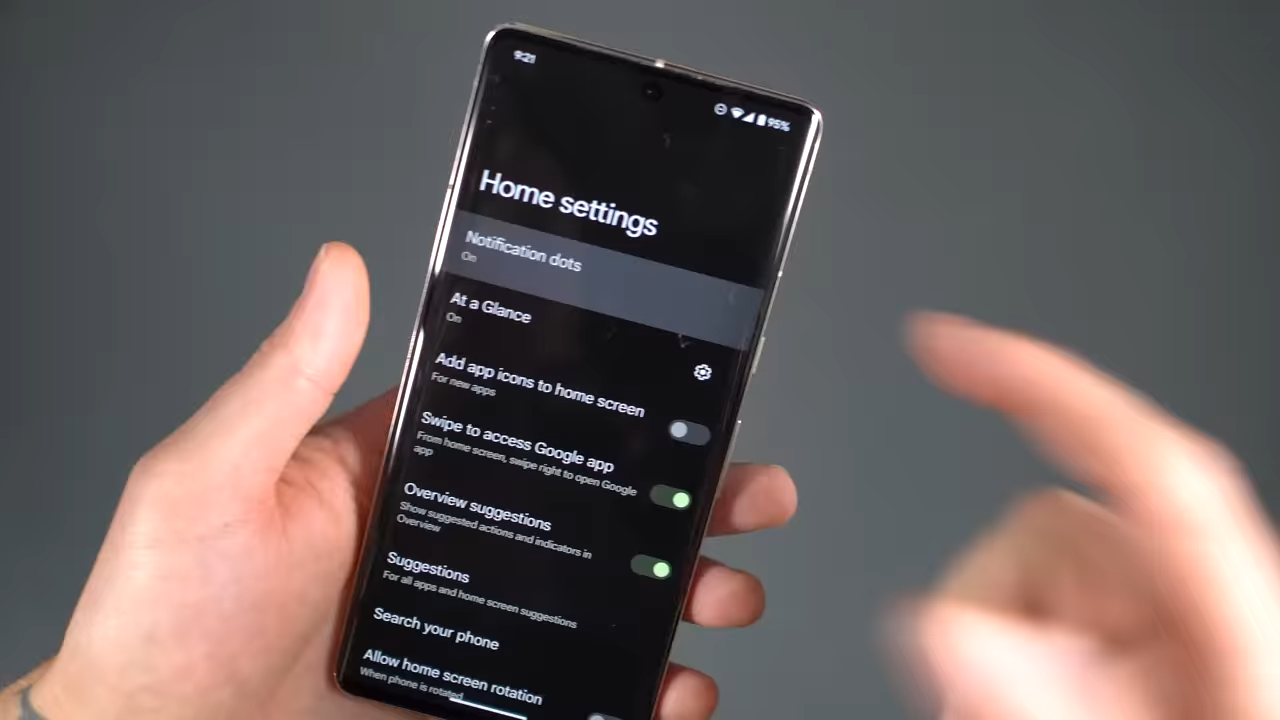 9:21
95%
Home settings
Notification dots
On
At a Glance
On
Add app icons to home screen
For new apps
Swipe to access Google app
From home screen, swipe right to open Google
app
Overview suggestions
Show suggested actions and indicators in
Overview
Suggestions
For all apps and home screen suggestions
Search your phone
Allow home screen rotation
When phone is rotated